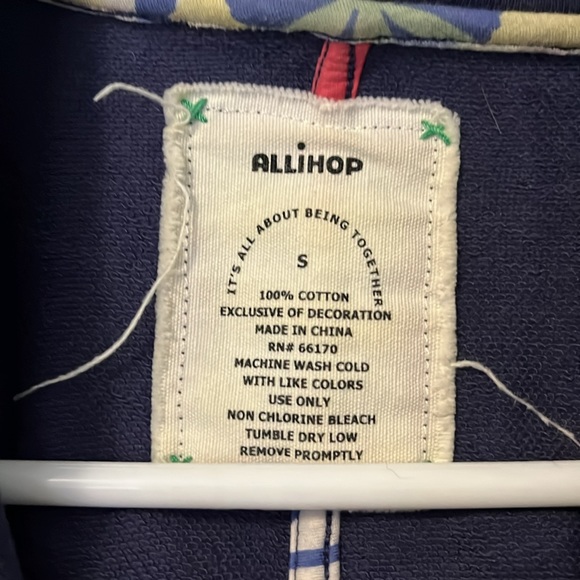 ALLiHOP
IT'S ALL ABOUT BEING TOGETHER
S
100% COTTON
EXCLUSIVE OF DECORATION
MADE IN CHINA
RN# 66170
MACHINE WASH COLD
WITH LIKE COLORS
USE ONLY
NON CHLORINE BLEACH
TUMBLE DRY LOW
REMOVE PROMPTLY